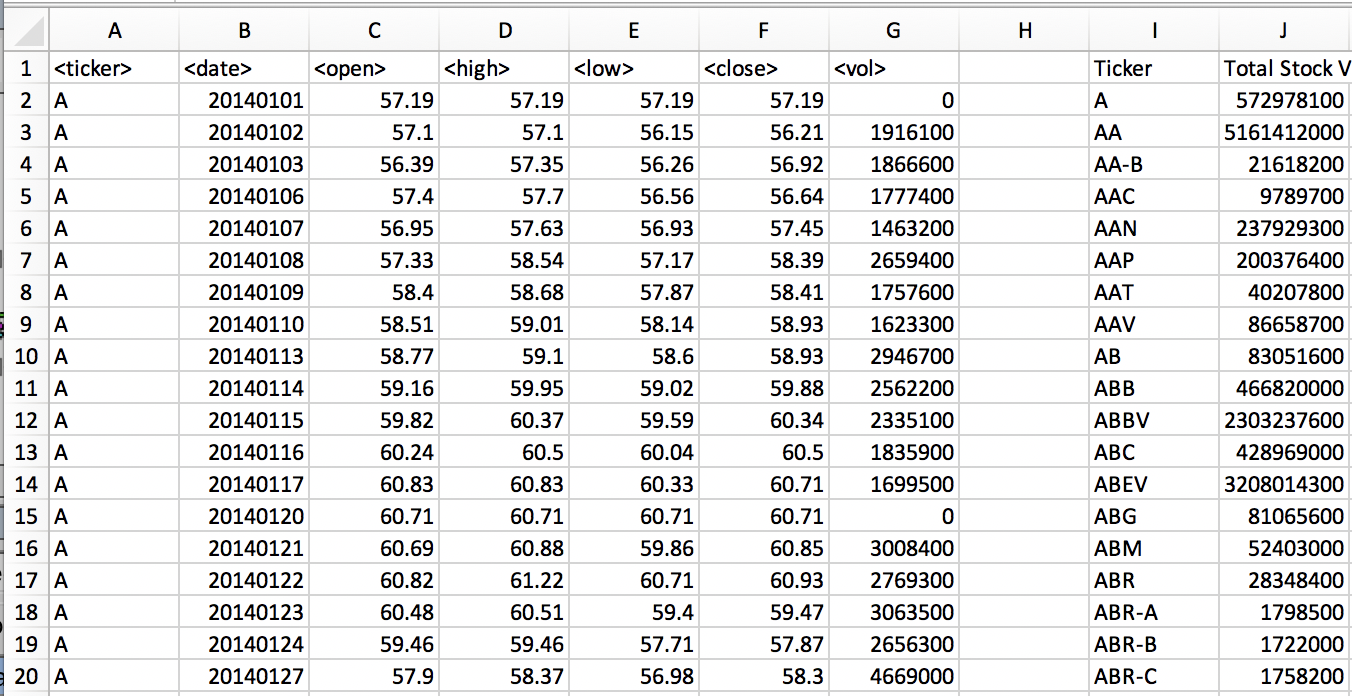 A B C D E F G H I J
1 <ticker> <date> <open> <high> <low> <close> <vol> Ticker Total Stock V
2 A 20140101 57.19 57.19 57.19 57.19 0 A 572978100
3 A 20140102 57.1 57.1 56.15 56.21 1916100 AA 5161412000
4 A 20140103 56.39 57.35 56.26 56.92 1866600 AA-B 21618200
5 A 20140106 57.4 57.7 56.56 56.64 1777400 AAC 9789700
6 A 20140107 56.95 57.63 56.93 57.45 1463200 AAN 237929300
7 A 20140108 57.33 58.54 57.17 58.39 2659400 AAP 200376400
8 A 20140109 58.4 58.68 57.87 58.41 1757600 AAT 40207800
9 A 20140110 58.51 59.01 58.14 58.93 1623300 AAV 86658700
10 A 20140113 58.77 59.1 58.6 58.93 2946700 AB 83051600
11 A 20140114 59.16 59.95 59.02 59.88 2562200 ABB 466820000
12 A 20140115 59.82 60.37 59.59 60.34 2335100 ABBV 2303237600
13 A 20140116 60.24 60.5 60.04 60.5 1835900 ABC 428969000
14 A 20140117 60.83 60.83 60.33 60.71 1699500 ABEV 3208014300
15 A 20140120 60.71 60.71 60.71 60.71 0 ABG 81065600
16 A 20140121 60.69 60.88 59.86 60.85 3008400 ABM 52403000
17 A 20140122 60.82 61.22 60.71 60.93 2769300 ABR 28348400
18 A 20140123 60.48 60.51 59.4 59.47 3063500 ABR-A 1798500
19 A 20140124 59.46 59.46 57.71 57.87 2656300 ABR-B 1722000
20 A 20140127 57.9 58.37 56.98 58.3 4669000 ABR-C 1758200